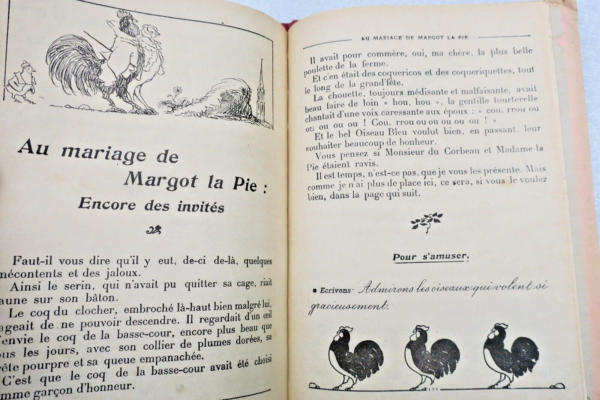 Au mariage de
Margot la Pie :
Encore des invités
Faut-il vous dire qu'il y eut, de-ci de-là, quelques
mécontents et des jaloux.
Ainsi le serin, qui n'avait pu quitter sa cage, riait
jaune sur son bâton.
Le coq du clocher, embroché là-haut bien malgré lui,
rageait de ne pouvoir descendre. Il regardait d'un œil
d'envie le coq de la basse-cour, encore plus beau que
tous les jours, avec son collier de plumes dorées, sa
crête pourpre et sa queue empanachée.
C'est que le coq de la basse-cour avait été choisi
comme garçon d'honneur.
AU MARIAGE DE MARGOT LA PIE
Il avait pour commère, oui, ma chère, la plus belle
poulette de la ferme.
Et c'en était des coquericos et des coqueriquettes, tout
le long de la grand'fête.
La chouette, toujours médisante et malfaisante, avait
beau faire de loin « hou, hou », la gentille tourterelle
chantait d'une voix caressante aux époux : « cou, rrou ou
ou, ou ou ou ! Cou, rrou ou ou ou ou ! »
Et le bel Oiseau Bleu voulut bien, en passant, leur
souhaiter beaucoup de bonheur.
Vous pensez si Monsieur du Corbeau et Madame la
Pie étaient ravis.
Il est temps, n'est-ce pas, que je vous les présente. Mais
comme je n'ai plus de place ici, ce sera, si vous le voulez
bien, dans la page qui suit.
Pour s'amuser.
Ecrivons- Admirons les oiseaux qui volent si
gracieusement.